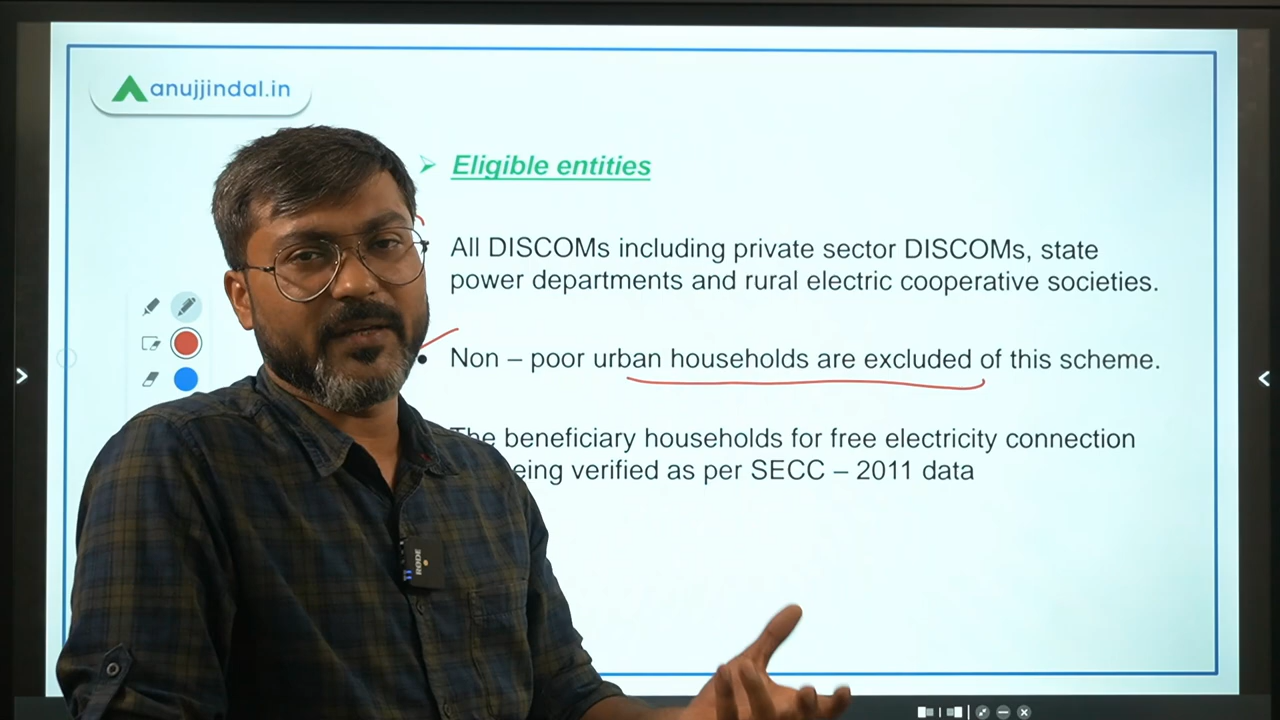 anujjindal.in
Eligible entities
All DISCOMs including private sector DISCOMs, state
power departments and rural electric cooperative societies.
Non – poor urban households are excluded of this scheme.
The beneficiary households for free electricity connection
being verified as per SECC – 2011 data
RODE